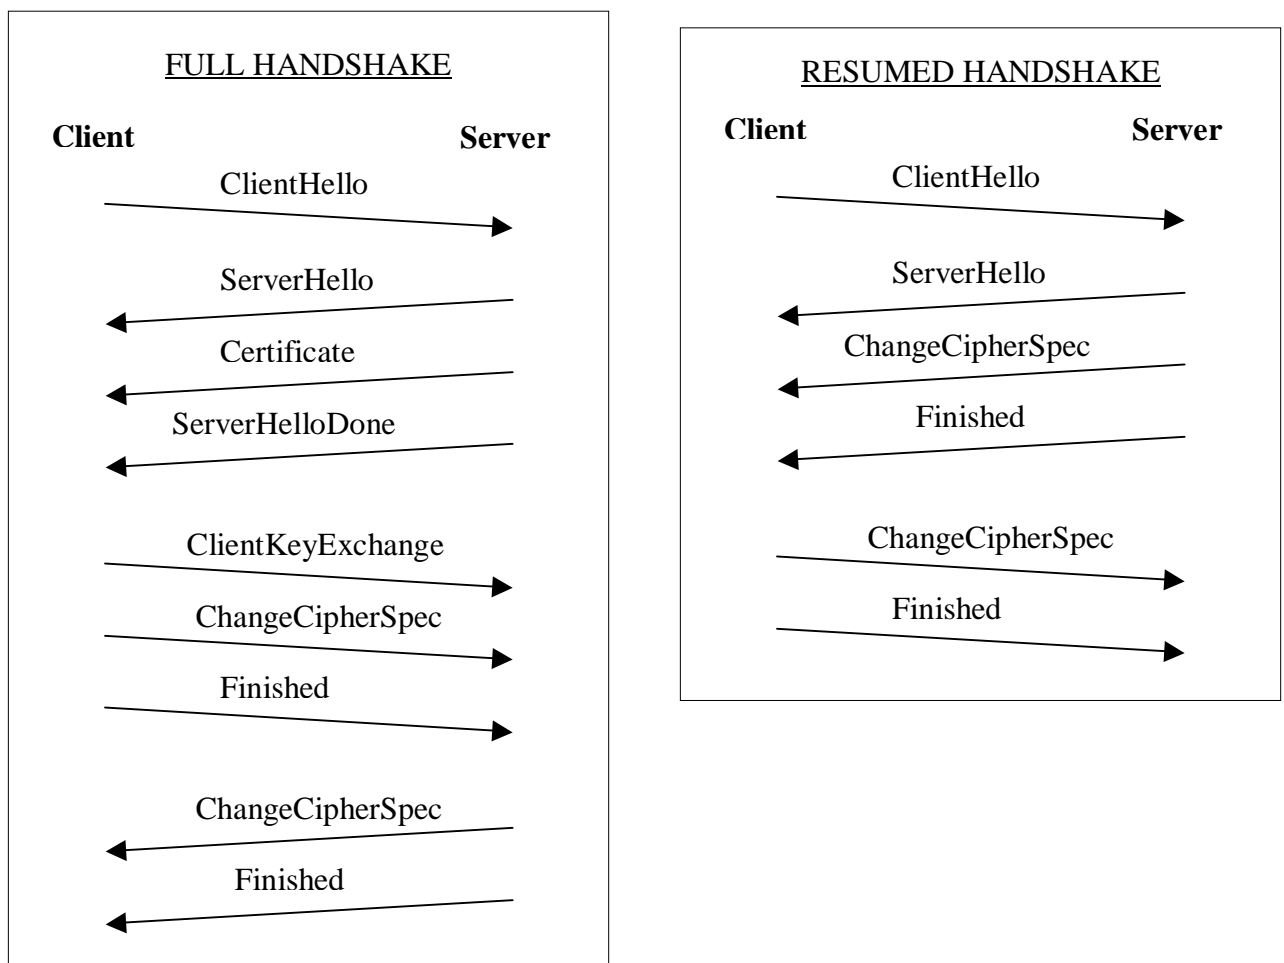 FULL HANDSHAKE
Client Server
ClientHello
ServerHello
Certificate
ServerHelloDone
ClientKeyExchange
ChangeCipherSpec
Finished
ChangeCipherSpec
Finished
RESUMED HANDSHAKE
Client Server
ClientHello
ServerHello
ChangeCipherSpec
Finished
ChangeCipherSpec
Finished